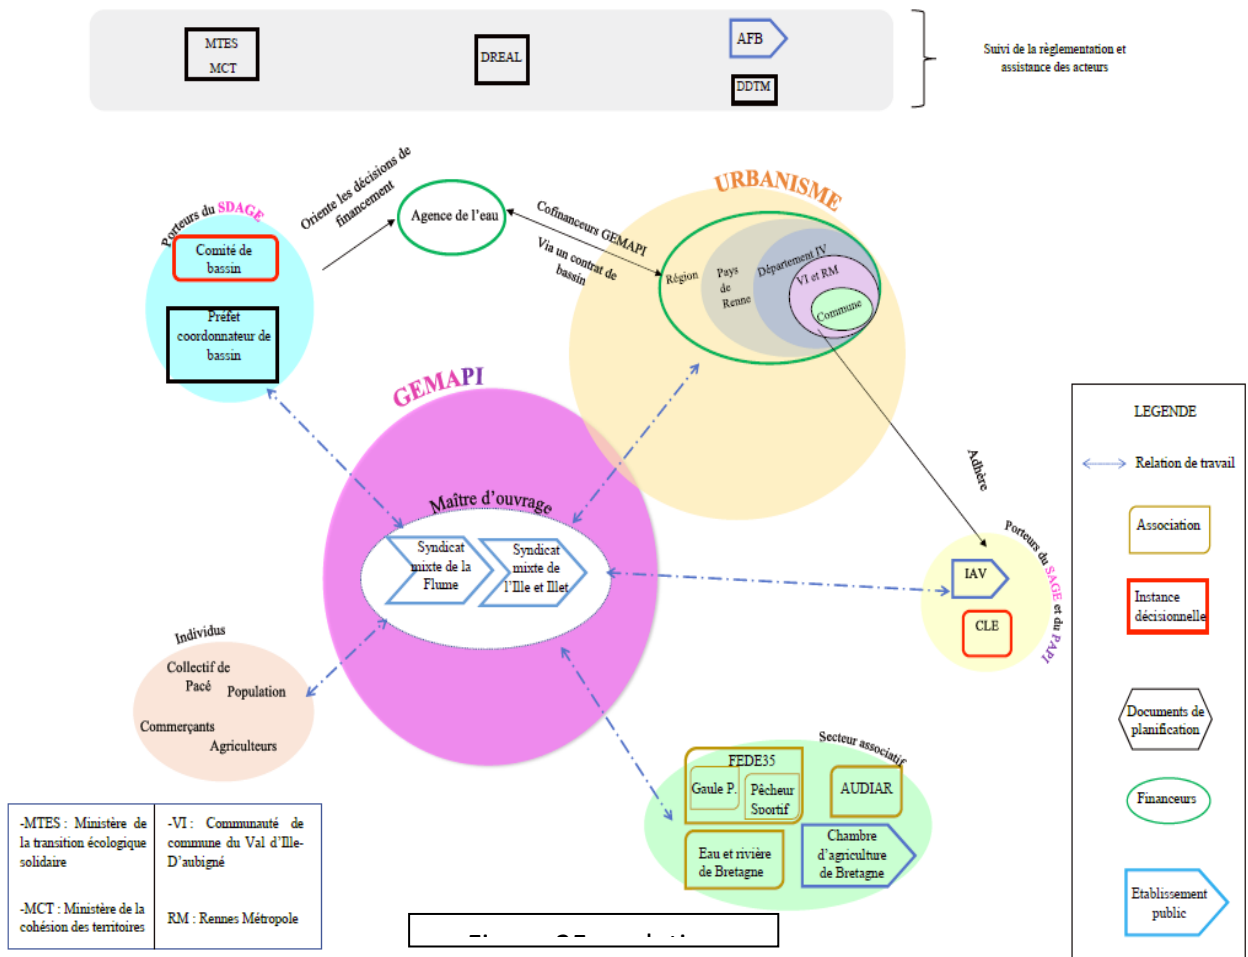 MTES
MCT
DREAL
AFB
DDTM
Suivi de la règlementation et
assistance des acteurs
Porteurs du SDAGE
Comité de
bassin
Préfet
coordonnateur de
bassin
Oriente les décisions de
financement
Agence de l’eau
Cofinanceurs GEMAPI
Via un contrat de
bassin
URBANISME
Région
Pays
de
Renne
Département IV
VI et RM
Commune
Adhère
GEMAPI
Maître d’ouvrage
Syndicat
mixte de la
Flume
Syndicat
mixte de
l’Ille et Illet
Porteurs du SAGE et du PAPI
IAV
CLE
Individus
Collectif de
Pacé
Population
Commerçants
Agriculteurs
Secteur associatif
FEDE35
Gaule P.
Pêcheur
Sportif
AUDIAR
Eau et rivière
de Bretagne
Chambre
d’agriculture
de Bretagne
LEGENDE
Relation de travail
Association
Instance
décisionnelle
Documents de
planification
Financeurs
Etablissement
public
-MTES : Ministère de
la transition écologique
solidaire
-MCT : Ministère de la
cohésion des territoires
-VI : Communauté de
commune du Val d’Ille-
D’aubigné
RM : Rennes Métropole